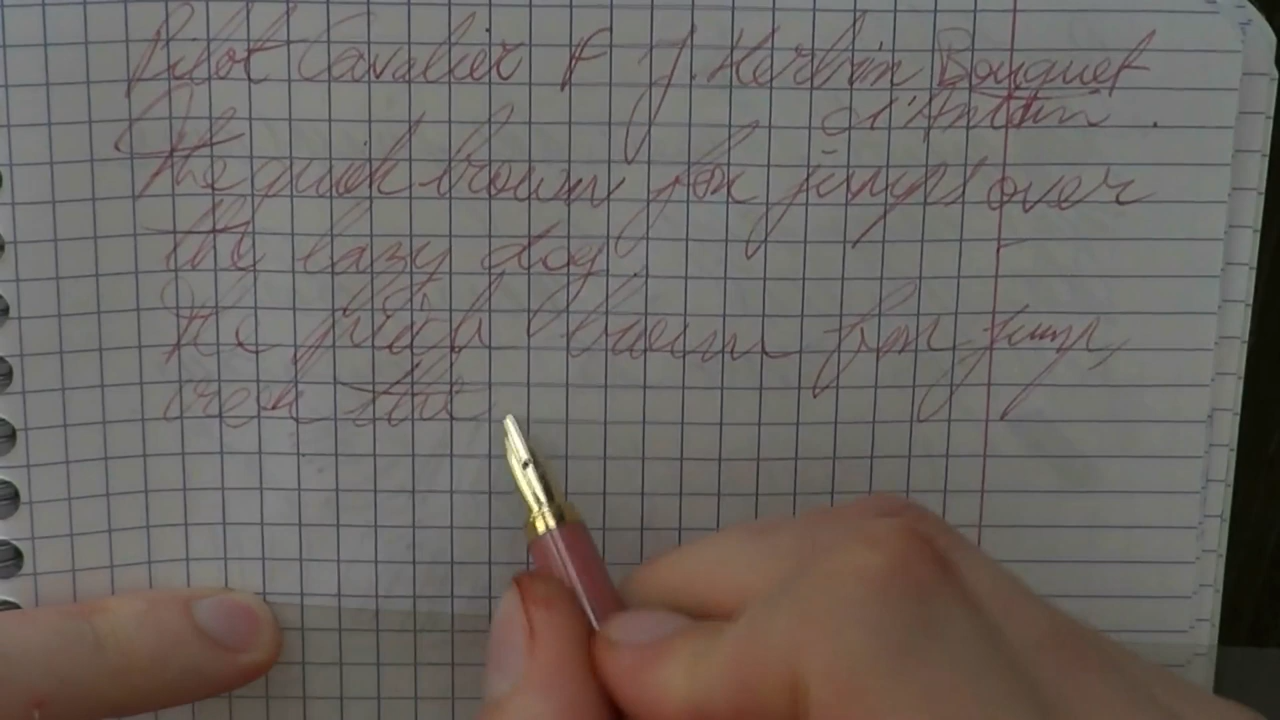 Pilot Cavalier F J. Herbin Bouquet
d'Antan.
The quick brown fox jumps over
the lazy dog
The quick brown fox jumps
over the